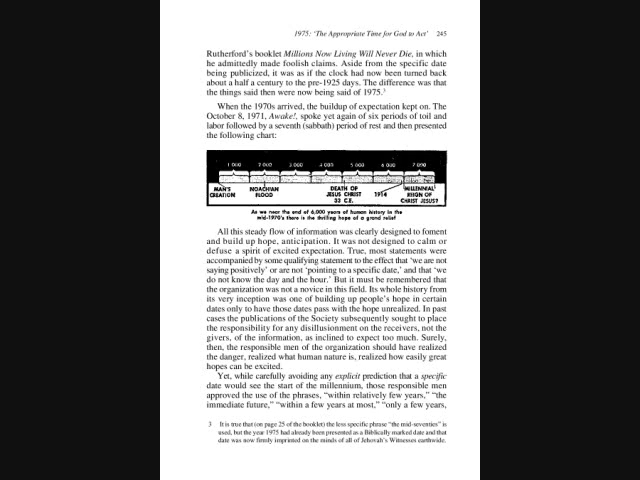 1975: 'The Appropriate Time for God to Act' 245
Rutherford's booklet Millions Now Living Will Never Die, in which
he admittedly made foolish claims. Aside from the specific date
being publicized, it was as if the clock had now been turned back
about a half a century to the pre-1925 days. The difference was that
the things said then were now being said of 1975.3
When the 1970s arrived, the buildup of expectation kept on. The
October 8, 1971, Awake!, spoke yet again of six periods of toil and
labor followed by a seventh (sabbath) period of rest and then presented
the following chart:
1 000 2 000 3 000 4 000 5 000 6 000 7 000
MAN'S CREATION
NOACHIAN FLOOD
DEATH OF JESUS CHRIST 33 C.E.
1914
MILLENNIAL REIGN OF CHRIST JESUS?
As we near the end of 6,000 years of human history in the
mid-1970's there is the thrilling hope of a grand relief
All this steady flow of information was clearly designed to foment
and build up hope, anticipation. It was not designed to calm or
defuse a spirit of excited expectation. True, most statements were
accompanied by some qualifying statement to the effect that 'we are not
saying positively' or are not 'pointing to a specific date,' and that 'we
do not know the day and the hour.' But it must be remembered that
the organization was not a novice in this field. Its whole history from
its very inception was one of building up people's hope in certain
dates only to have those dates pass with the hope unrealized. In past
cases the publications of the Society subsequently sought to place
the responsibility for any disillusionment on the receivers, not the
givers, of the information, as inclined to expect too much. Surely,
then, the responsible men of the organization should have realized
the danger, realized what human nature is, realized how easily great
hopes can be excited.
Yet, while carefully avoiding any explicit prediction that a specific
date would see the start of the millennium, those responsible men
approved the use of the phrases, "within relatively few years," "the
immediate future," "within a few years at most," "only a few years,
3 It is true that (on page 25 of the booklet) the less specific phrase "the mid-seventies" is
used, but the year 1975 had already been presented as a Biblically marked date and that
date was now firmly imprinted on the minds of all of Jehovah's Witnesses earthwide.